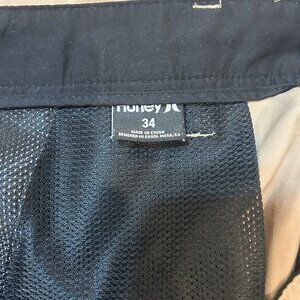 Hurley
34
MADE IN CHINA
DESIGNED IN COSTA MESA, CA